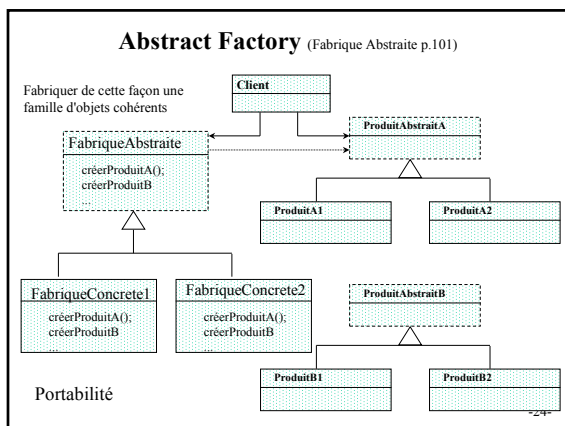 Abstract Factory (Fabrique Abstraite p.101)
Fabriquer de cette façon une
famille d'objets cohérents
Client
FabriqueAbstraite
créerProduitA();
créerProduitB
...
ProduitAbstraitA
ProduitA1
ProduitA2
FabriqueConcrete1
créerProduitA();
créerProduitB
...
FabriqueConcrete2
créerProduitA();
créerProduitB
...
ProduitAbstraitB
ProduitB1
ProduitB2
Portabilité
-24-